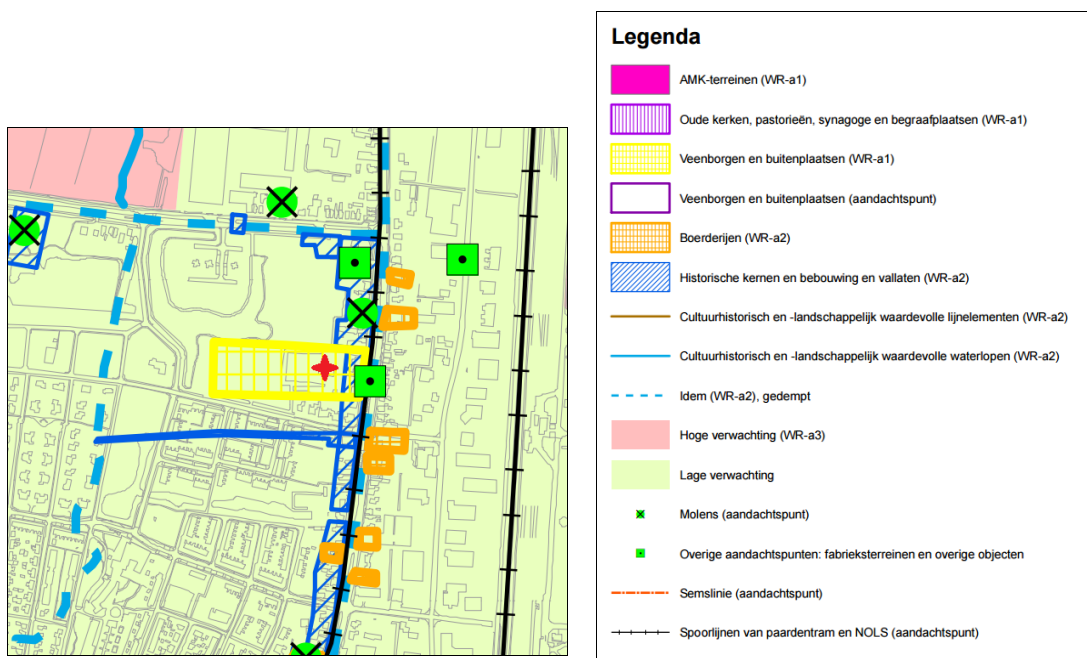 Legenda
AMK-terreinen (WR-a1)
Oude kerken, pastorieën, synagoge en begraafplaatsen (WR-a1)
Veenborgen en buitenplaatsen (WR-a1)
Veenborgen en buitenplaatsen (aandachtspunt)
Boerderijen (WR-a2)
Historische kernen en bebouwing en vallaten (WR-a2)
Cultuurhistorisch en -landschappelijk waardevolle lijnelementen (WR-a2)
Cultuurhistorisch en -landschappelijk waardevolle waterlopen (WR-a2)
Idem (WR-a2), gedempt
Hoge verwachting (WR-a3)
Lage verwachting
Molens (aandachtspunt)
Overige aandachtspunten: fabrieksterreinen en overige objecten
Semslinie (aandachtspunt)
Spoorlijnen van paardentram en NOLS (aandachtspunt)